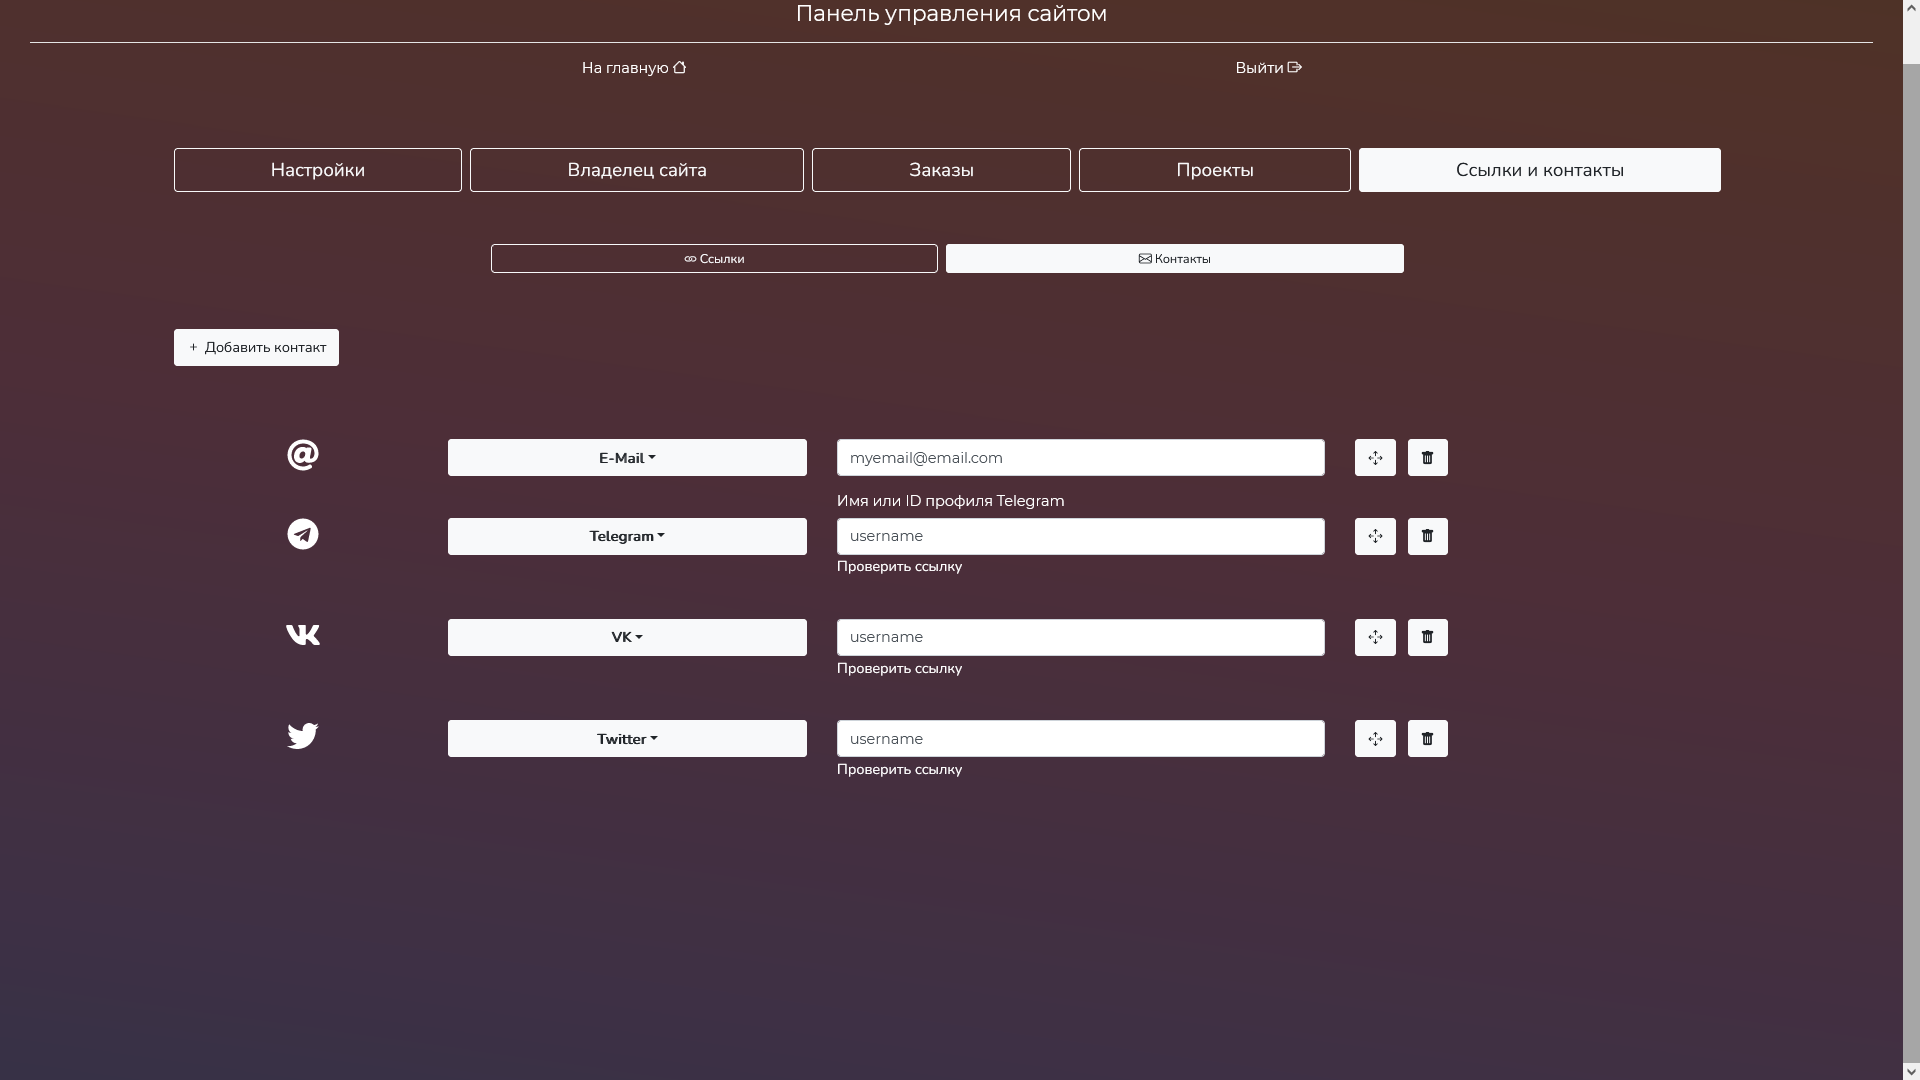 Панель управления сайтом
На главную
Выйти
Настройки
Владелец сайта
Заказы
Проекты
Ссылки и контакты
Ссылки
Контакты
+ Добавить контакт
E-Mail
myemail@email.com
Имя или ID профиля Telegram
Telegram
username
Проверить ссылку
VK
username
Проверить ссылку
Twitter
username
Проверить ссылку